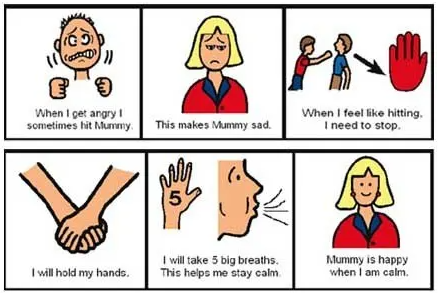 When I get angry I
sometimes hit Mummy.
This makes Mummy sad.
When I feel like hitting,
I need to stop.
I will hold my hands.
5
I will take 5 big breaths.
This helps me stay calm.
Mummy is happy
when I am calm.